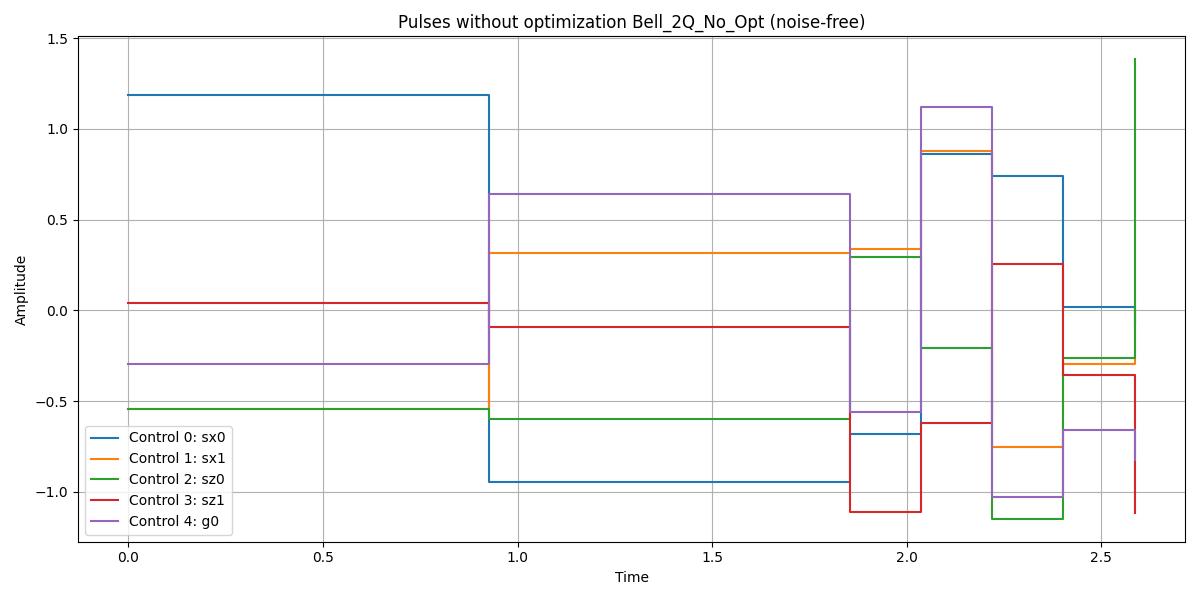 Pulses without optimization Bell_2Q_No_Opt (noise-free)
Amplitude
1.5
1.0
0.5
0.0
−0.5
−1.0
Control 0: sx0
Control 1: sx1
Control 2: sz0
Control 3: sz1
Control 4: g0
0.0
0.5
1.0
1.5
2.0
2.5
Time